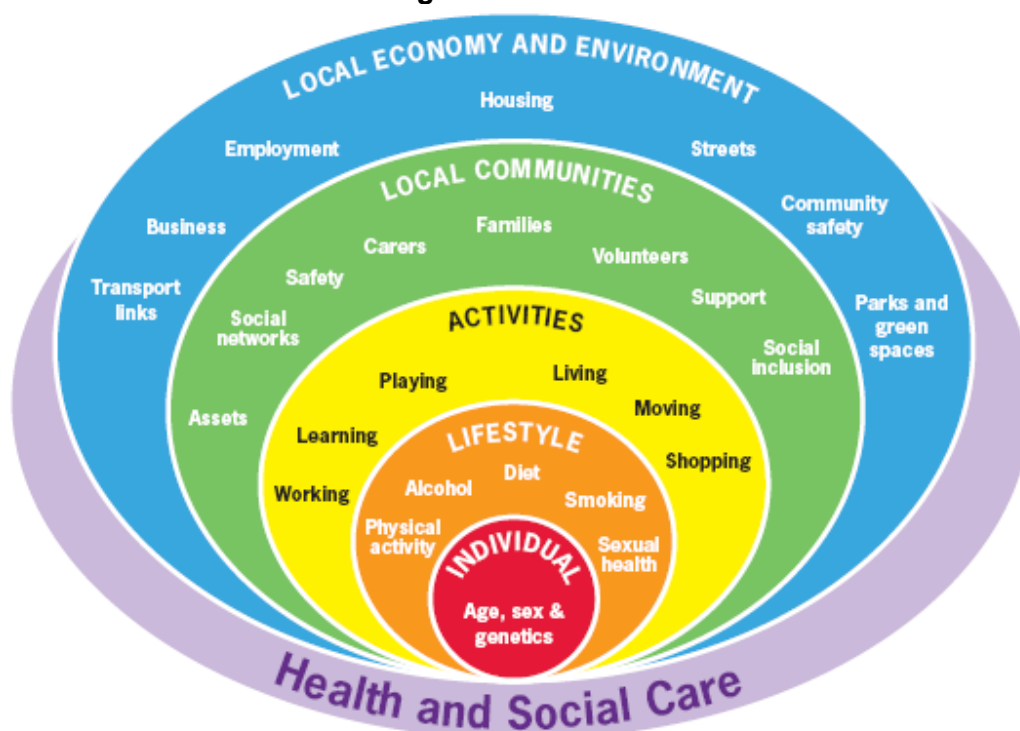 LOCAL ECONOMY AND ENVIRONMENT
Housing
Employment
Streets
Community
safety
Business
Transport
links
Parks and
green
spaces
LOCAL COMMUNITIES
Families
Carers
Volunteers
Safety
Support
Social
networks
Social
inclusion
Assets
ACTIVITIES
Living
Playing
Moving
Learning
Shopping
Working
LIFESTYLE
Diet
Alcohol
Smoking
Physical
activity
Sexual
health
INDIVIDUAL
Age, sex &
genetics
Health and Social Care